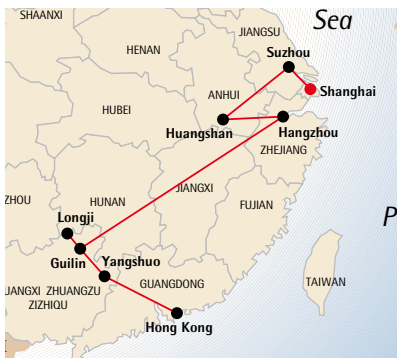 SHAANXI
JIANGSU
Sea
HENAN
Suzhou
ANHUI
Shanghai
HUBEI
Huangshan
Hangzhou
ZHEJIANG
JIANGXI
ZHOU
HUNAN
FUJIAN
Longji
P
Guilin
Yangshuo
JANGXI ZHUANGZU
ZIZHIQU
GUANGDONG
TAIWAN
Hong Kong
E